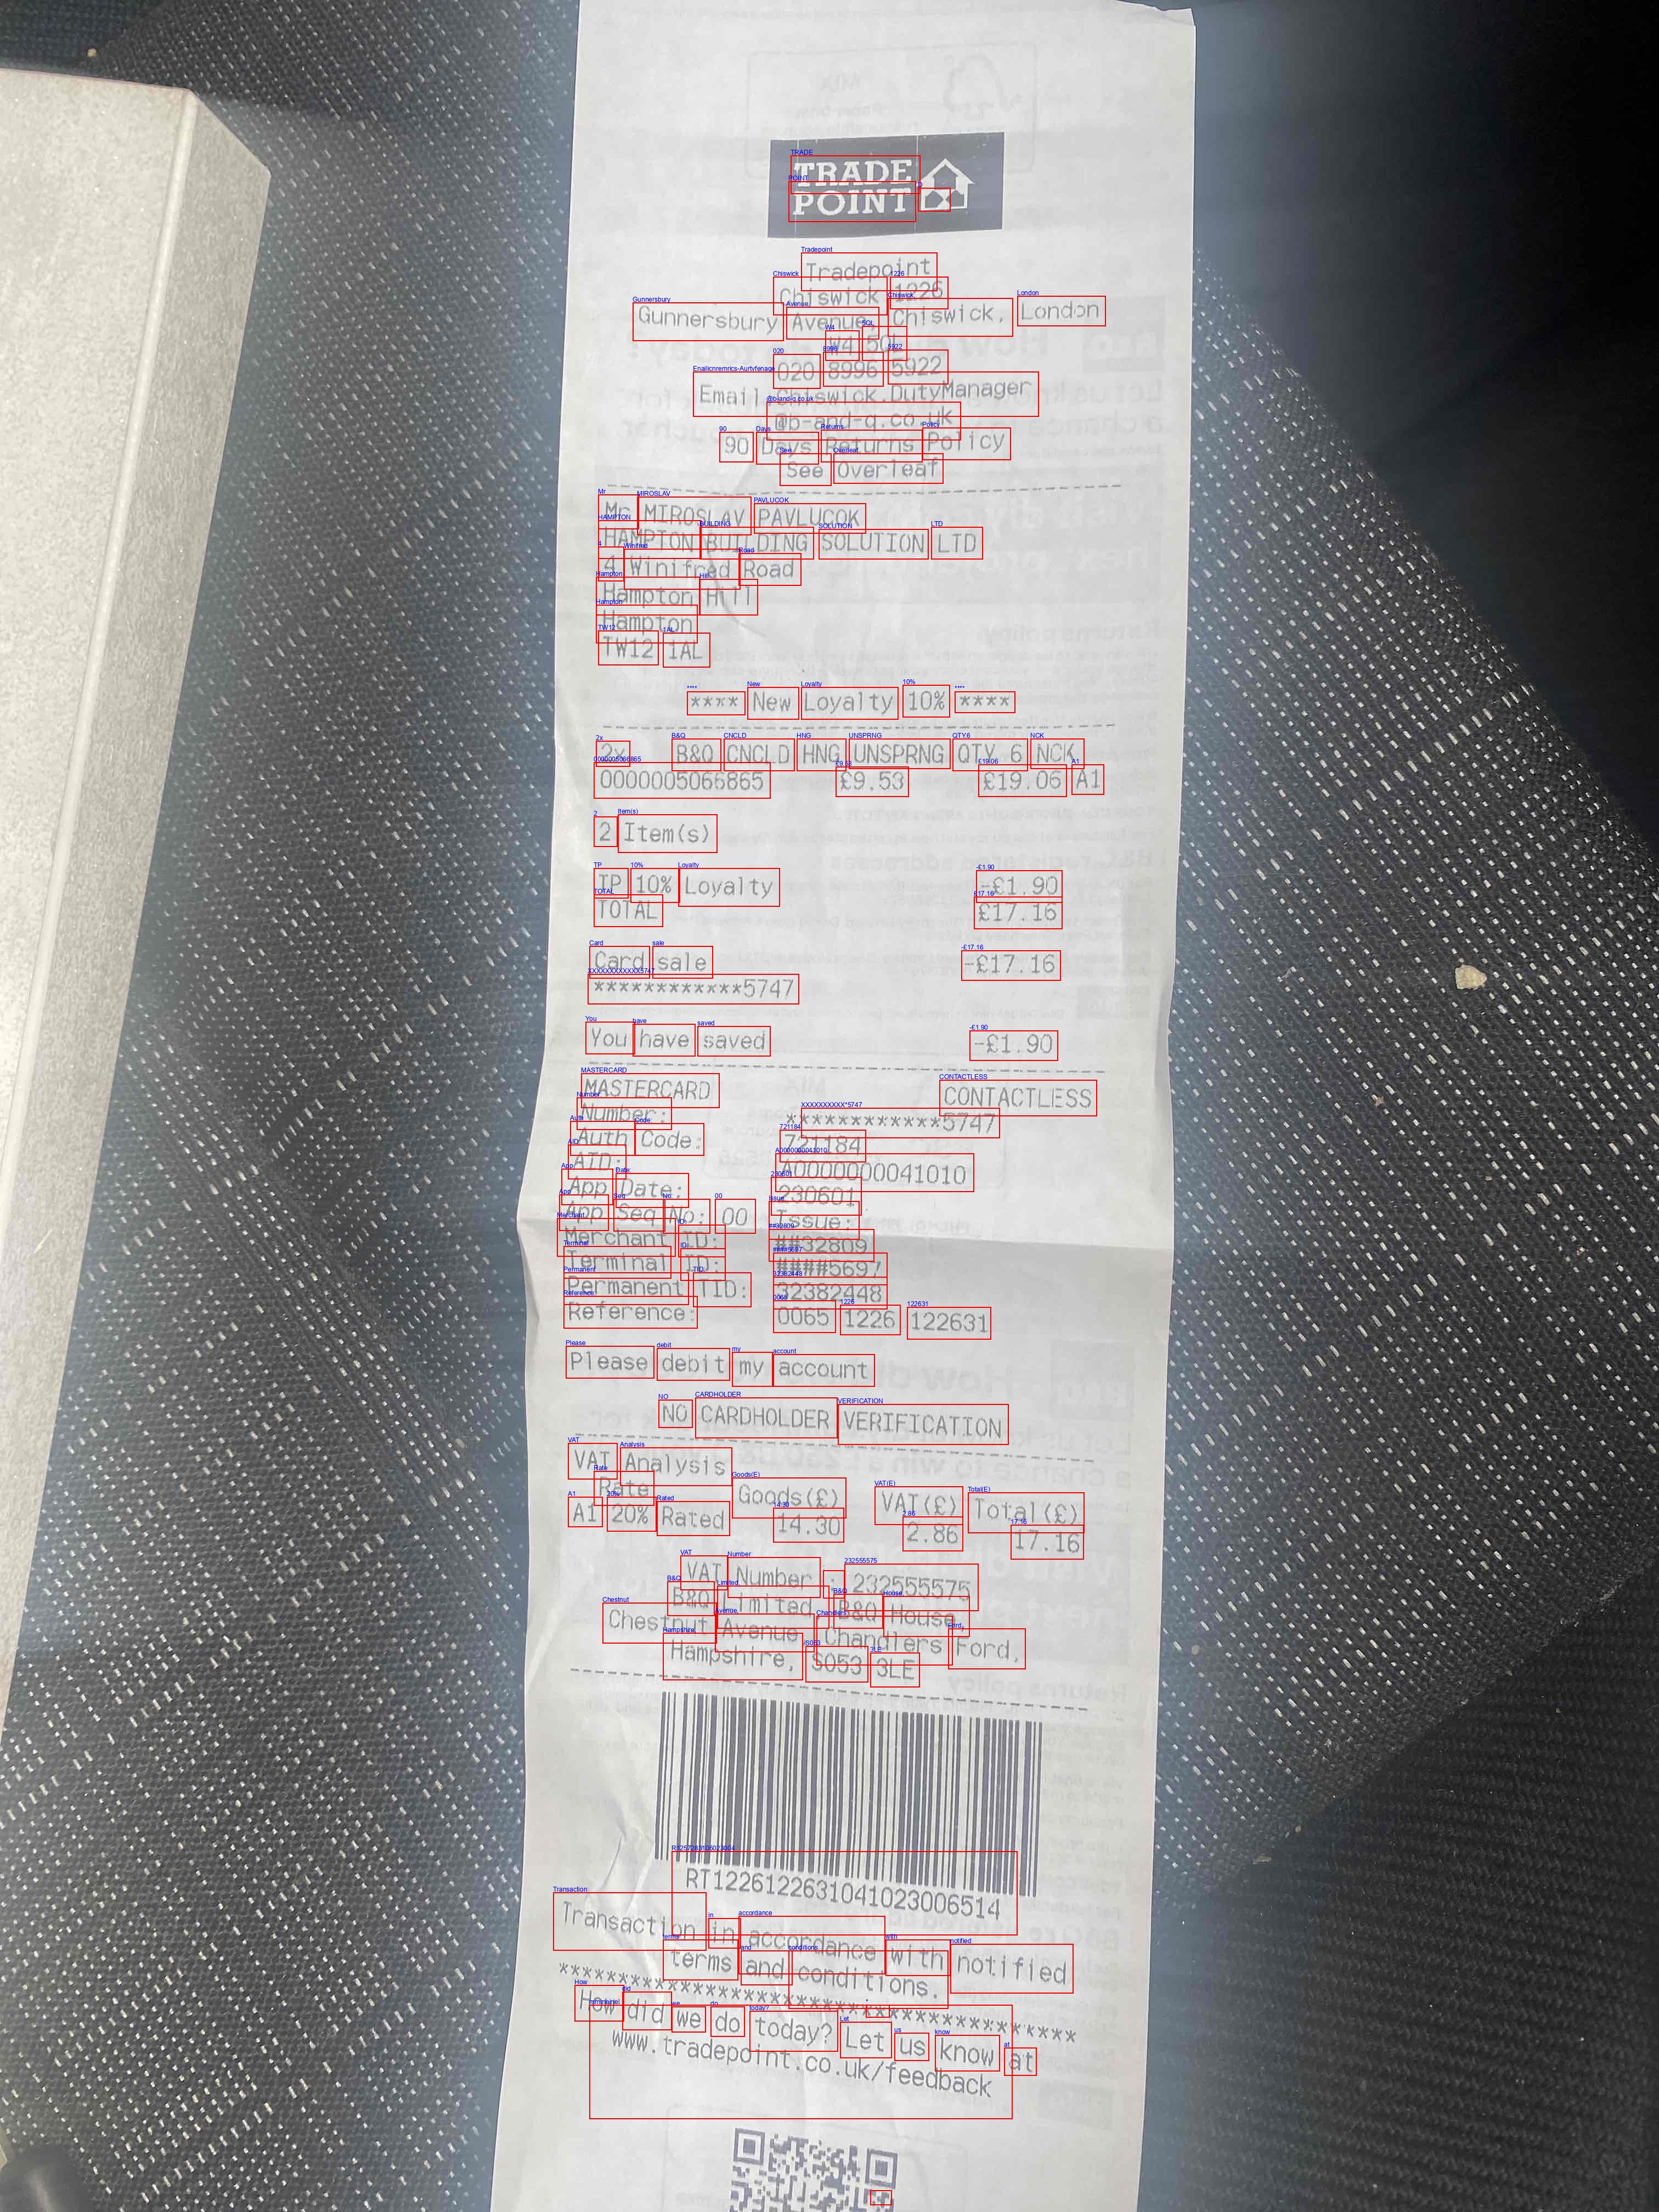 TRADE
POINT
Tradepoint
Chiswick 1226
Gunnersbury Avenue, Chiswick, London
W4 5QL
020 8996 5922
Email Chiswick.DutyManager
@b-and-q.co.uk
90 Days Returns Policy
See Overleaf
Mr MIROSLAV PAVLUCOK
HAMPTON BUILDING SOLUTION LTD
4 Winifred Road
Hampton Hill
Hampton
TW12 1AL
**** New Loyalty 10% ****
2x B&Q CNCLD HNG UNSPRNG QTY 6 NCK
0000005066865 £9.53 £19.06 A1
2 Item(s)
TP 10% Loyalty -£1.90
TOTAL £17.16
Card sale -£17.16
************5747
You have saved -£1.90
MASTERCARD CONTACTLESS
Number: ************5747
Auth Code: 721184
AID: A0000000041010
App Date: 230601
App Seq No: 00 Issue:
Merchant ID: ##32809
Terminal ID: ####5697
Permanent TID: 32382448
Reference: 0065 1226 122631
Please debit my account
NO CARDHOLDER VERIFICATION
VAT Analysis
Rate Goods(£) VAT(£) Total(£)
A1 20% Rated 14.30 2.86 17.16
VAT Number : 232555575
B&Q Limited, B&Q House,
Chestnut Avenue, Chandlers Ford,
Hampshire, SO53 3LE
RT1226122631041023006514
Transaction in accordance with notified
terms and conditions.
********************************************
How did we do today? Let us know at
www.tradepoint.co.uk/feedback